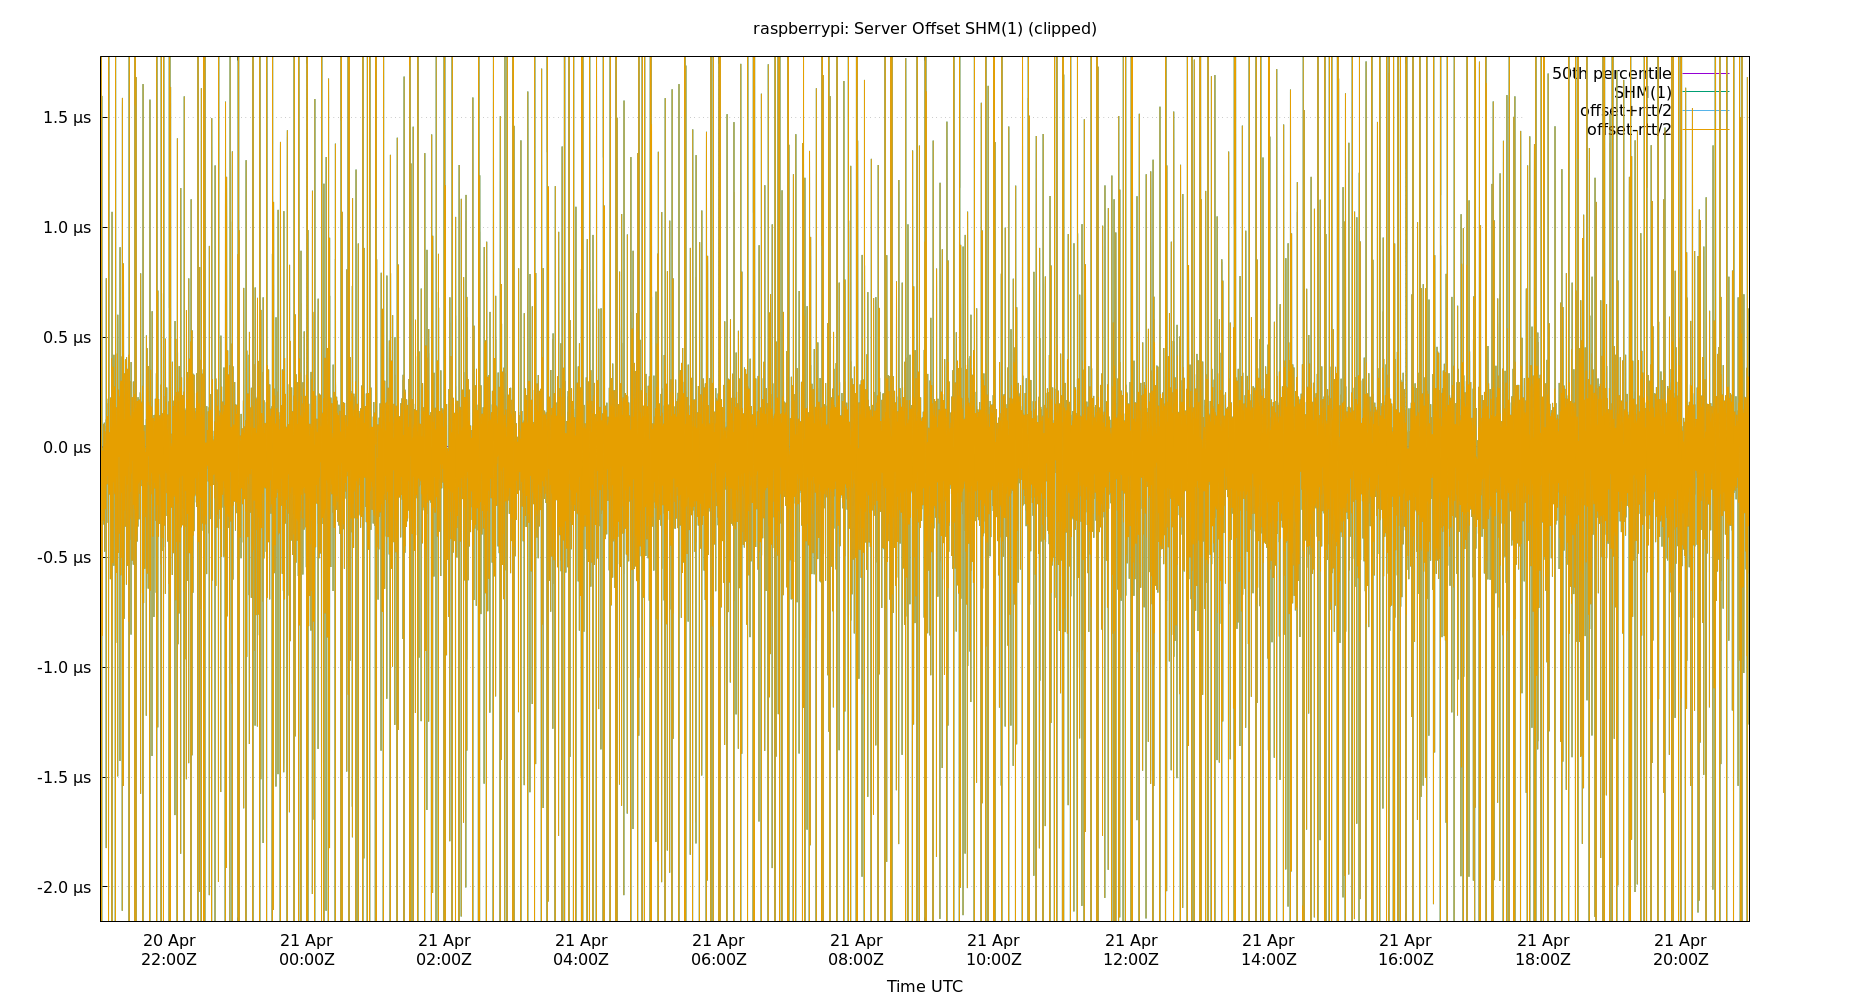 raspberrypi: Server Offset SHM(1) (clipped)
50th percentile
SHM(1)
offset+rtt/2
offset-rtt/2
1.5 µs
1.0 µs
0.5 µs
0.0 µs
-0.5 µs
-1.0 µs
-1.5 µs
-2.0 µs
20 Apr 21 Apr 21 Apr 21 Apr 21 Apr 21 Apr 21 Apr 21 Apr 21 Apr 21 Apr 21 Apr 21 Apr
22:00Z 00:00Z 02:00Z 04:00Z 06:00Z 08:00Z 10:00Z 12:00Z 14:00Z 16:00Z 18:00Z 20:00Z
Time UTC